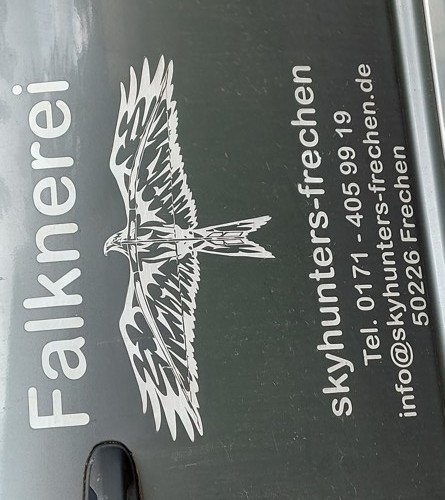 Falknerei
skyhunters-frechen
Tel. 0171 - 405 99 19
info@skyhunters-frechen.de
50226 Frechen